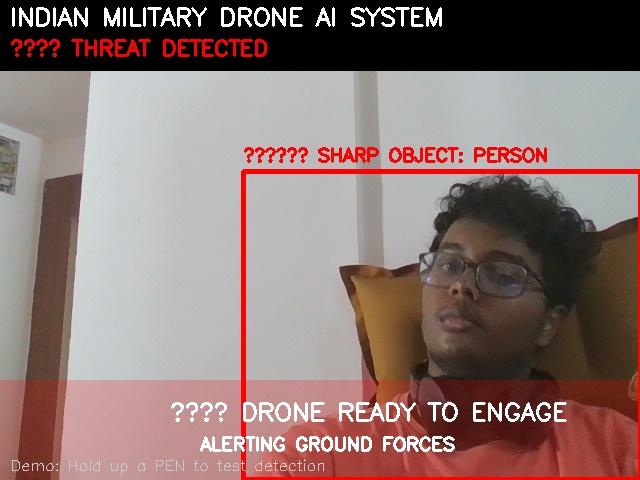 INDIAN MILITARY DRONE AI SYSTEM
???? THREAT DETECTED
?????? SHARP OBJECT: PERSON
???? DRONE READY TO ENGAGE
ALERTING GROUND FORCES
Demo: Hold up a PEN to test detection